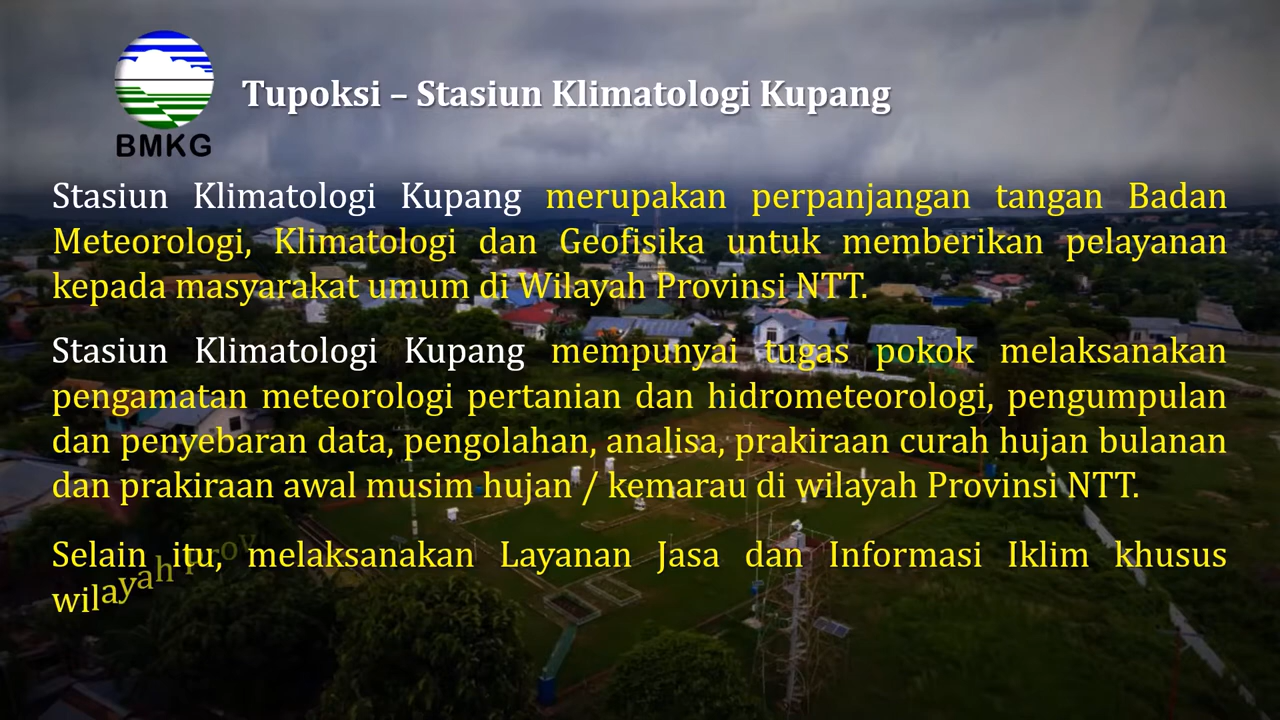 BMKG
Tupoksi – Stasiun Klimatologi Kupang
Stasiun Klimatologi Kupang merupakan perpanjangan tangan Badan
Meteorologi, Klimatologi dan Geofisika untuk memberikan pelayanan
kepada masyarakat umum di Wilayah Provinsi NTT.
Stasiun Klimatologi Kupang mempunyai tugas pokok melaksanakan
pengamatan meteorologi pertanian dan hidrometeorologi, pengumpulan
dan penyebaran data, pengolahan, analisa, prakiraan curah hujan bulanan
dan prakiraan awal musim hujan / kemarau di wilayah Provinsi NTT.
Selain itu, melaksanakan Layanan Jasa dan Informasi Iklim khusus
wilayah